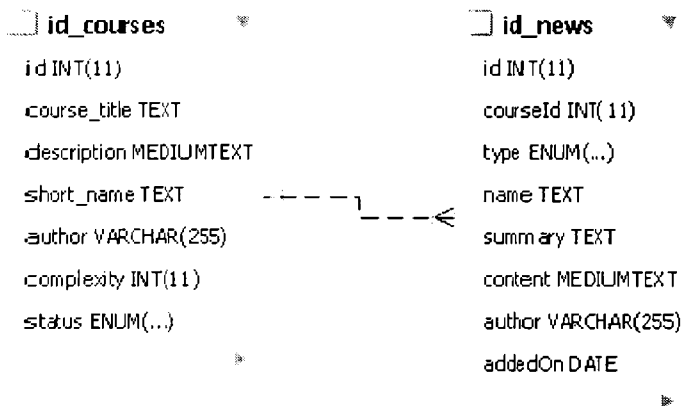 id_courses
id INT(11)
course_title TEXT
description MEDIUMTEXT
short_name TEXT
author VARCHAR(255)
complexity INT(11)
status ENUM(...)
id_news
id INT(11)
courseId INT(11)
type ENUM(...)
name TEXT
summary TEXT
content MEDIUMTEXT
author VARCHAR(255)
addedOn DATE